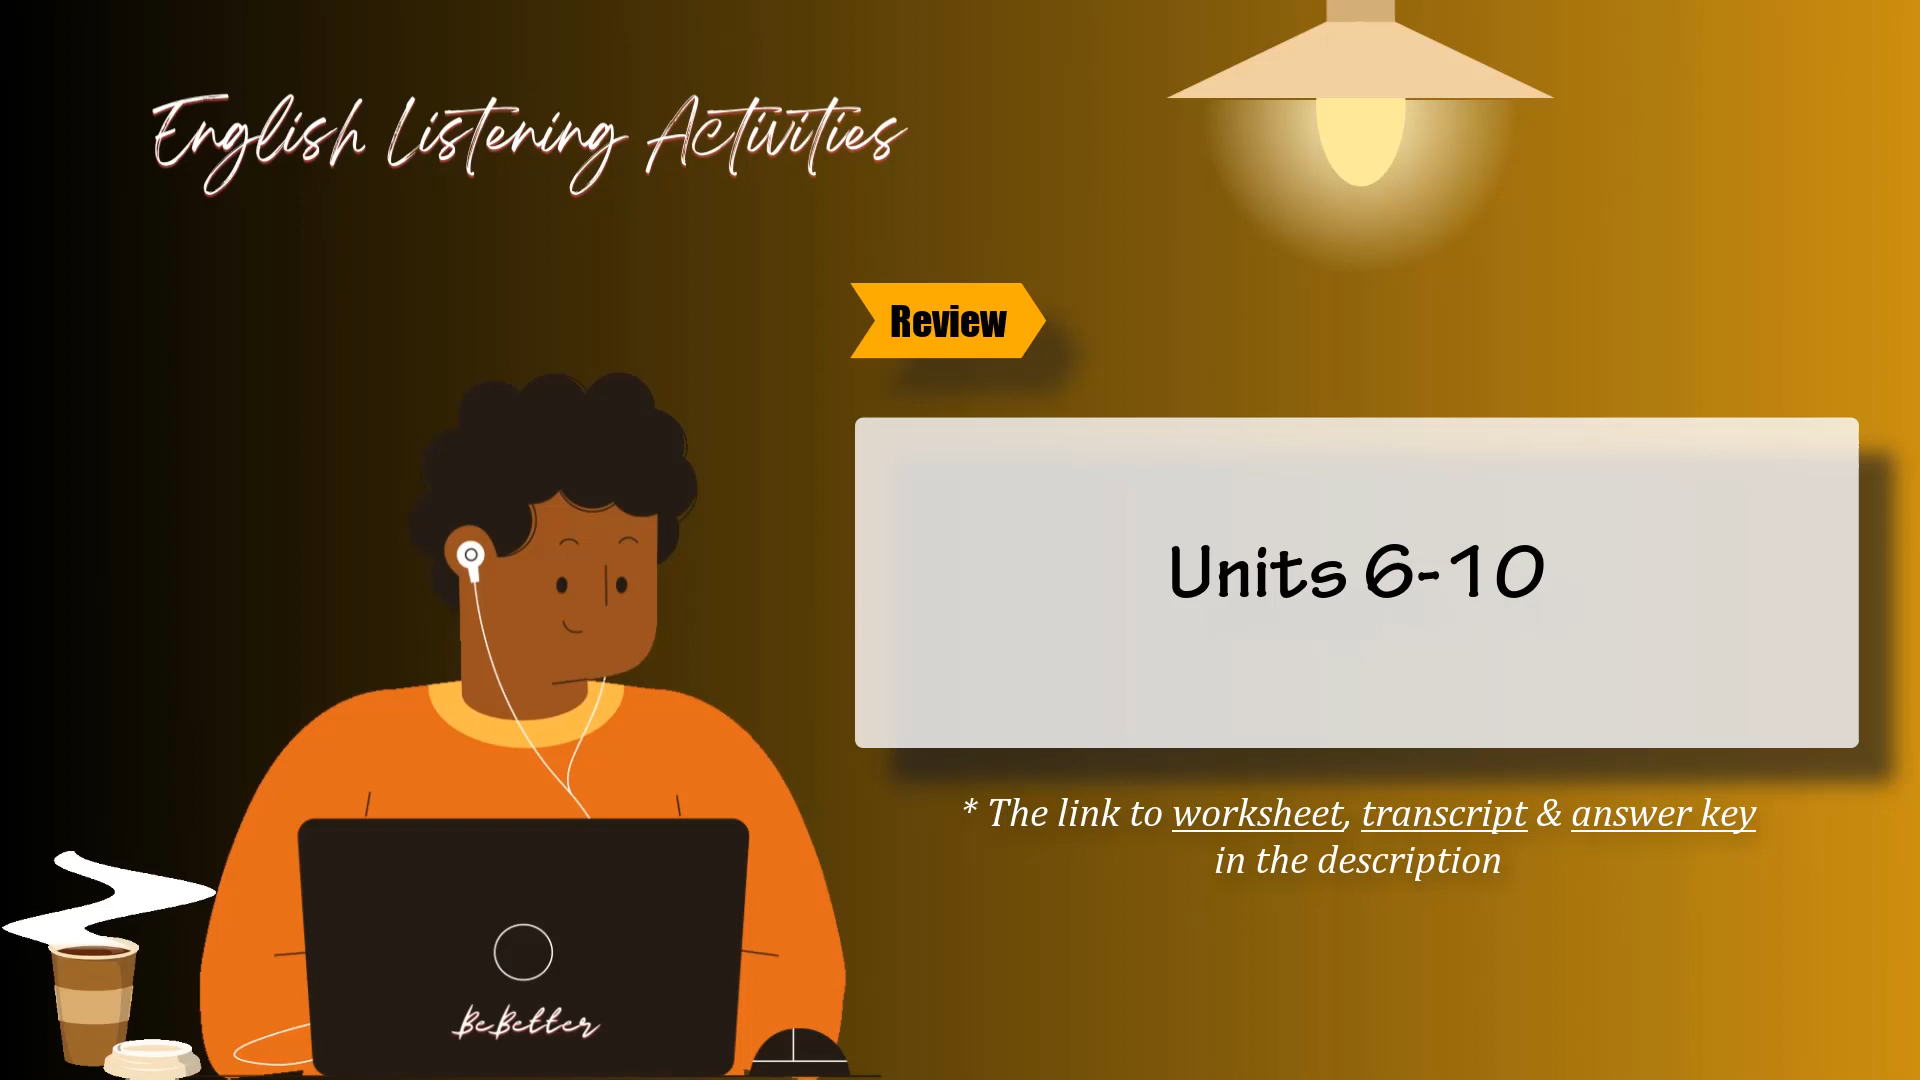 English Listening Activities
Review
Units 6-10
* The link to worksheet, transcript & answer key
in the description
BeBetter